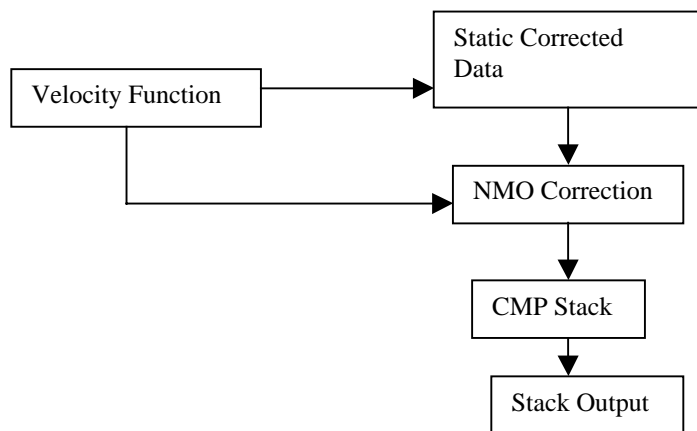 Static Corrected
Data
Velocity Function
NMO Correction
CMP Stack
Stack Output